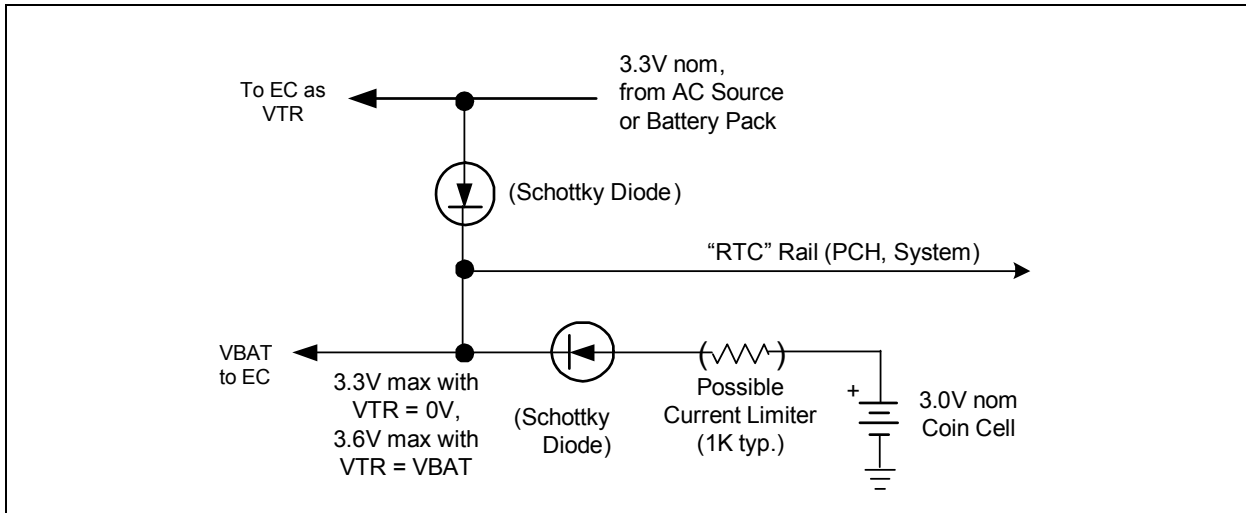 3.3V nom,
from AC Source
or Battery Pack
To EC as
VTR
(Schottky Diode)
“RTC” Rail (PCH, System)
VBAT
to EC
3.3V max with
VTR = 0V,
3.6V max with
VTR = VBAT
(Schottky
Diode)
( )
Possible
Current Limiter
(1K typ.)
+
3.0V nom
Coin Cell